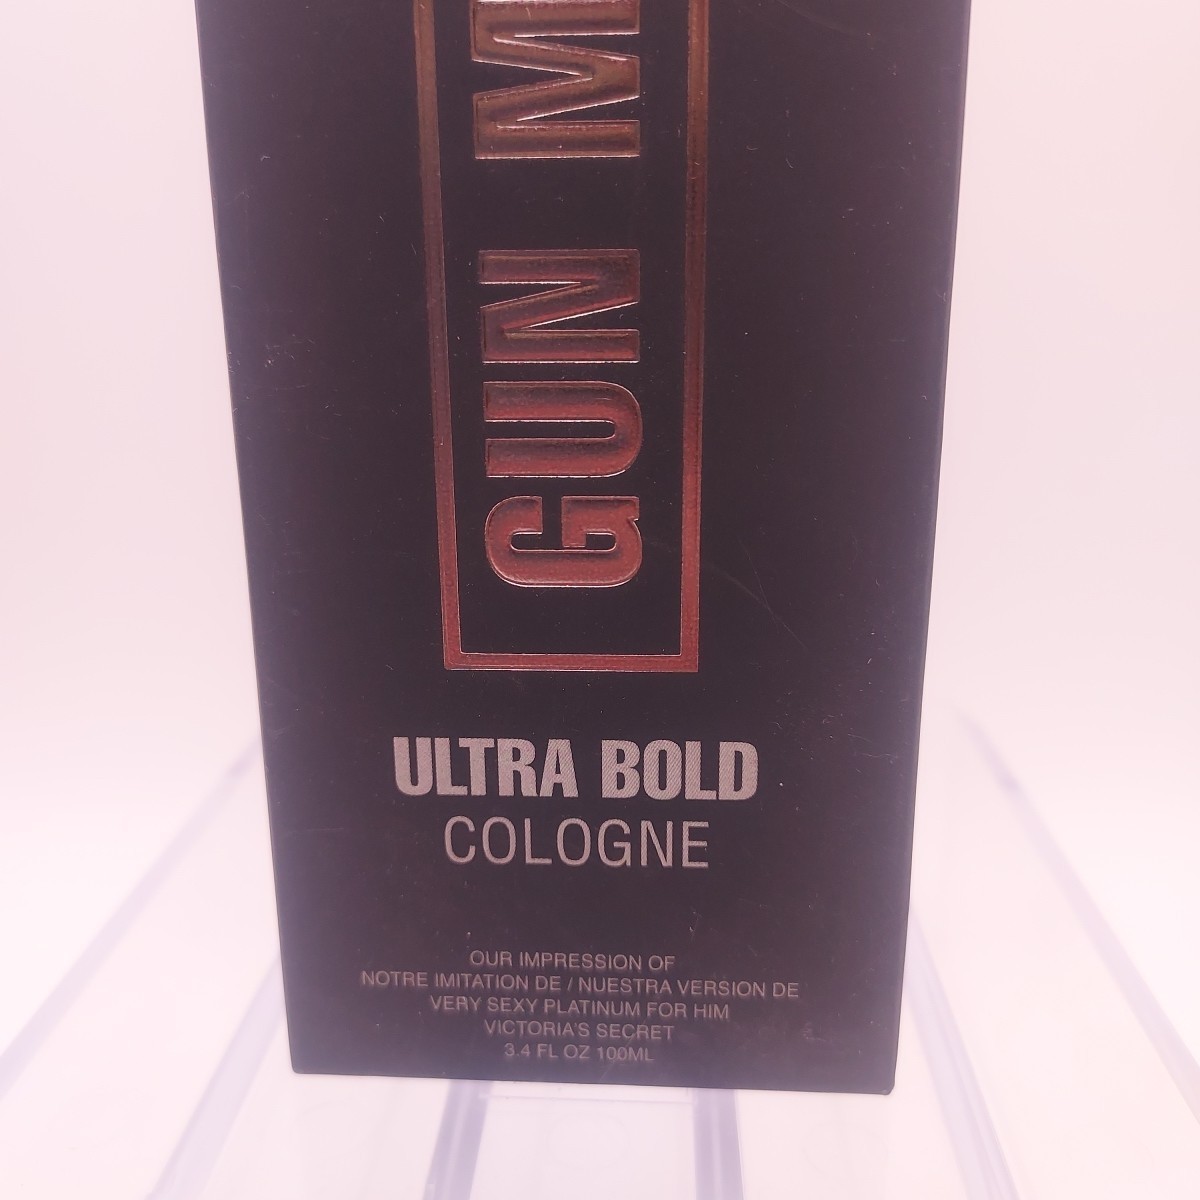 GUN M
ULTRA BOLD
COLOGNE
OUR IMPRESSION OF
NOTRE IMITATION DE / NUESTRA VERSION DE
VERY SEXY PLATINUM FOR HIM
VICTORIA'S SECRET
3.4 FL OZ 100ML